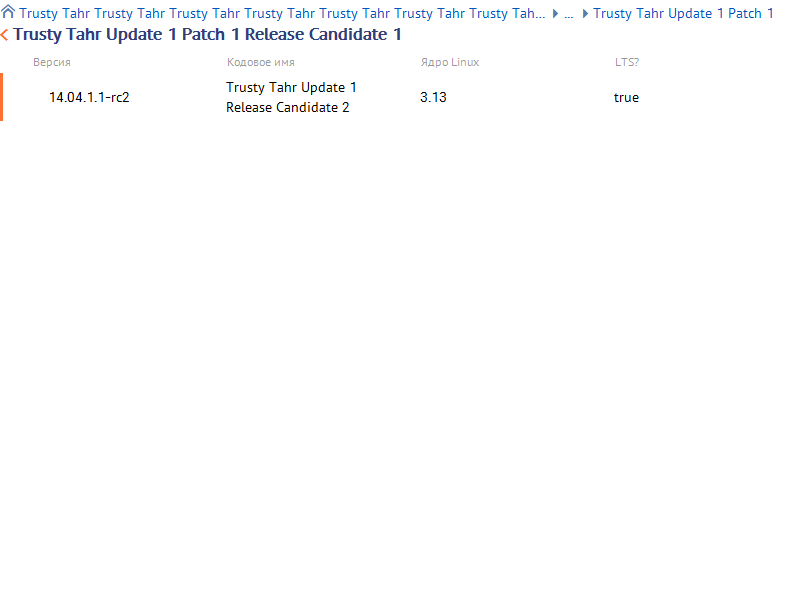 Trusty Tahr Trusty Tahr Trusty Tahr Trusty Tahr Trusty Tahr Trusty Tahr Trusty Tah... ... Trusty Tahr Update 1 Patch 1
Trusty Tahr Update 1 Patch 1 Release Candidate 1
Версия Кодовое имя Ядро Linux LTS?
14.04.1.1-rc2 Trusty Tahr Update 1 3.13 true
Release Candidate 2